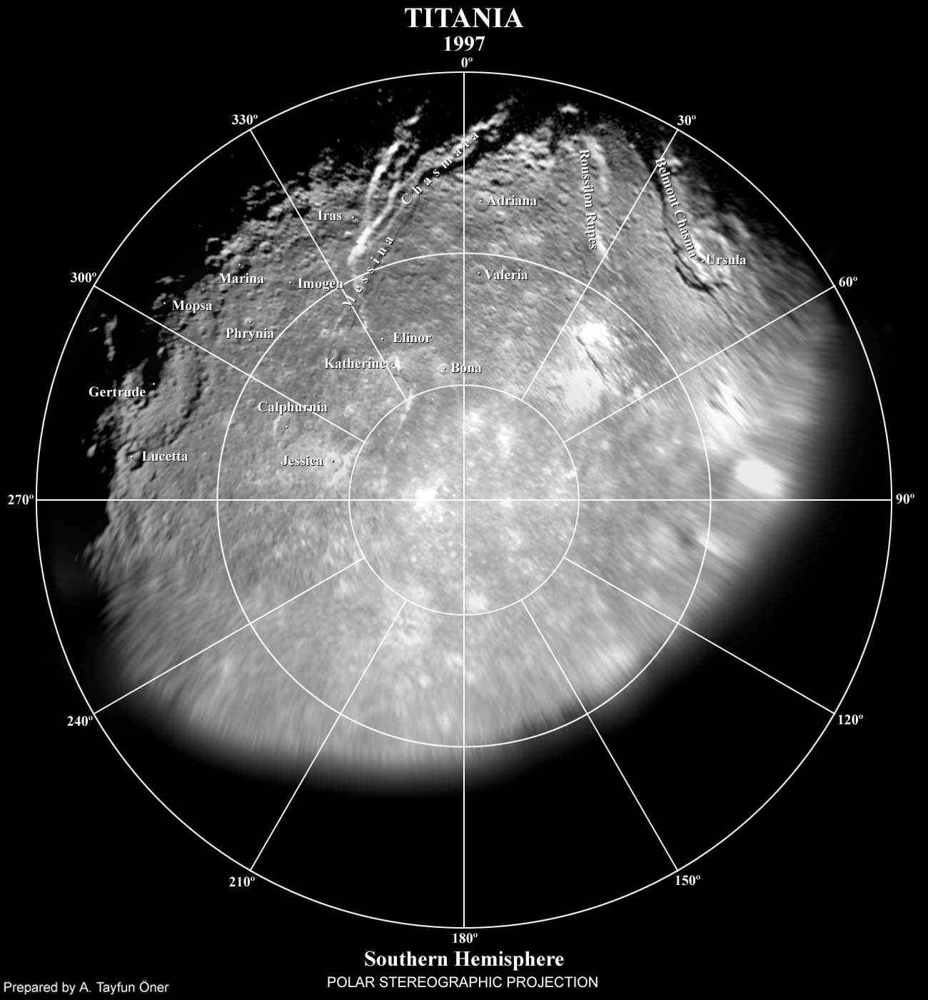 TITANIA
1997
0º
330º
30º
Messina Chasmata
Roussilon Rupes
Belmont Chasma
Adriana
Iras
Ursula
Marina
Imogen
Valeria
300º
60º
Mopsa
Phrynia
Elinor
Katherine
Bona
Gertrude
Calphurnia
Lucetta
Jessica
270º
90º
240º
120º
210º
150º
180º
Southern Hemisphere
POLAR STEREOGRAPHIC PROJECTION
Prepared by A. Tayfun Öner